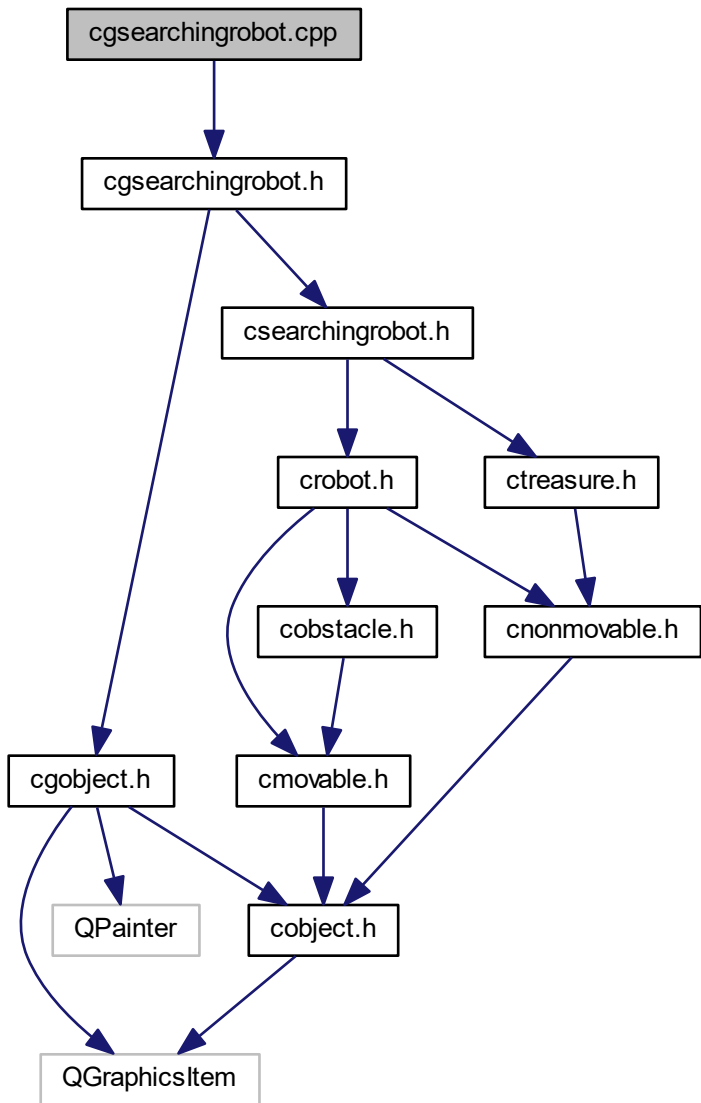 cgsearchingrobot.cpp
cgsearchingrobot.h
csearchingrobot.h
crobot.h
ctreasure.h
cobstacle.h
cnonmovable.h
cgobject.h
cmovable.h
QPainter
cobject.h
QGraphicsItem